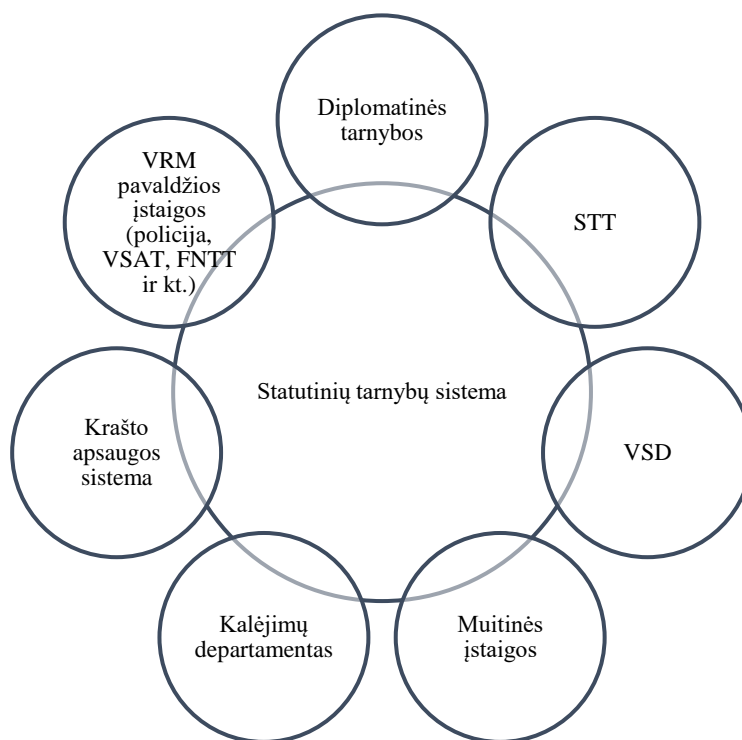 Diplomatinės
tarnybos
VRM
pavaldžios
įstaigos
(policija,
VSAT, FNTT
ir kt.)
STT
Statutinių tarnybų sistema
Krašto
apsaugos
sistema
VSD
Kalėjimų
departamentas
Muitinės
įstaigos